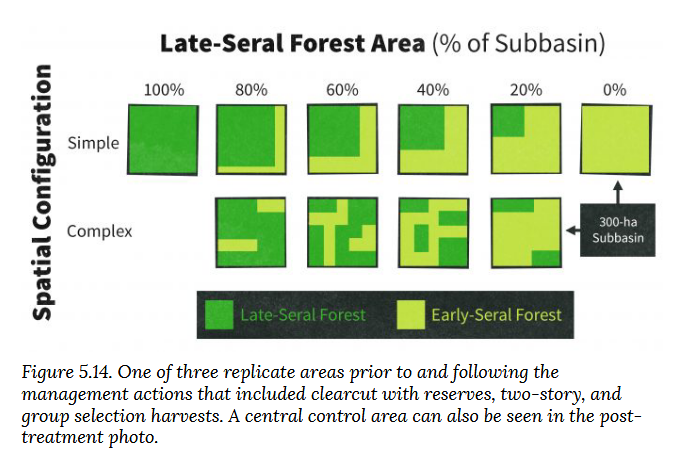 Late-Seral Forest Area (% of Subbasin)
100% 80% 60% 40% 20% 0%
Spatial Configuration
Simple
Complex
300-ha
Subbasin
Late-Seral Forest
Early-Seral Forest
Figure 5.14. One of three replicate areas prior to and following the
management actions that included clearcut with reserves, two-story, and
group selection harvests. A central control area can also be seen in the post-
treatment photo.